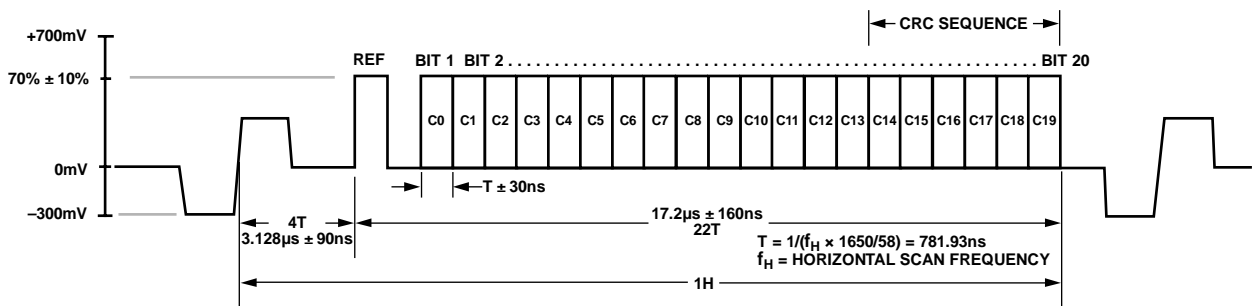 CRC SEQUENCE
+700mV
REF
BIT 1 BIT 2 . . . . . . . . . . . . . . . . . . . . . . . . . . . . . . . . . . . . . . . . . . . . . . . . . . . . . . . . . . . . . . . . . BIT 20
70% ± 10%
C0 C1 C2 C3 C4 C5 C6 C7 C8 C9 C10 C11 C12 C13 C14 C15 C16 C17 C18 C19
0mV
T ± 30ns
–300mV
4T
3.128µs ± 90ns
17.2µs ± 160ns
22T
T = 1/(fH × 1650/58) = 781.93ns
fH = HORIZONTAL SCAN FREQUENCY
1H